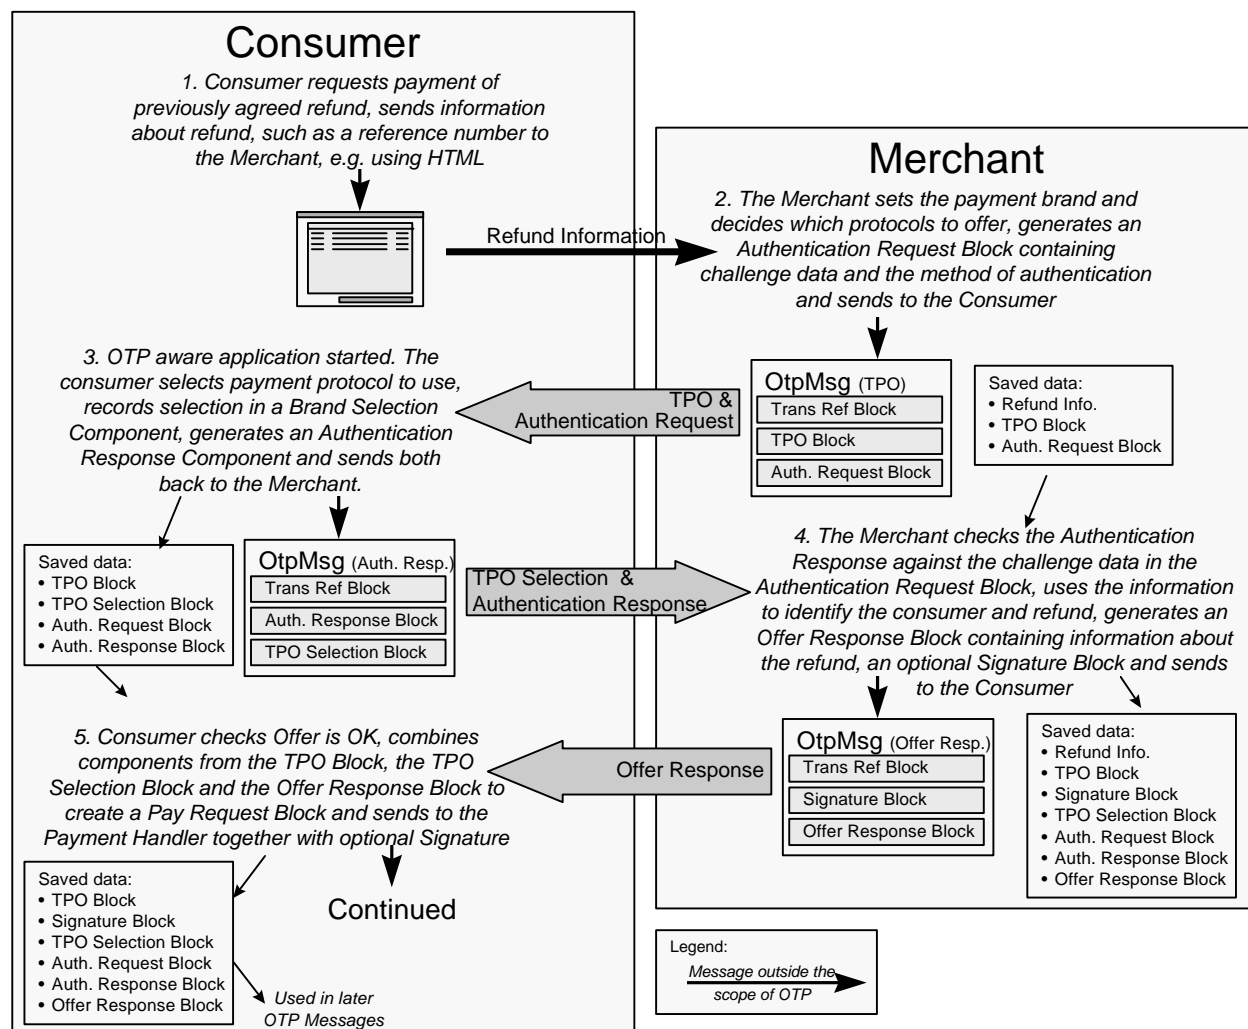 Consumer
1. Consumer requests payment of
previously agreed refund, sends information
about refund, such as a reference number to
the Merchant, e.g. using HTML
Merchant
2. The Merchant sets the payment brand and
decides which protocols to offer, generates an
Authentication Request Block containing
challenge data and the method of authentication
and sends to the Consumer
Refund Information
3. OTP aware application started. The
consumer selects payment protocol to use,
records selection in a Brand Selection
Component, generates an Authentication
Response Component and sends both
back to the Merchant.
TPO &
Authentication Request
OtpMsg (TPO)
Trans Ref Block
TPO Block
Auth. Request Block
Saved data:
• Refund Info.
• TPO Block
• Auth. Request Block
Saved data:
• TPO Block
• TPO Selection Block
• Auth. Request Block
• Auth. Response Block
OtpMsg (Auth. Resp.)
Trans Ref Block
Auth. Response Block
TPO Selection Block
TPO Selection &
Authentication Response
4. The Merchant checks the Authentication
Response against the challenge data in the
Authentication Request Block, uses the information
to identify the consumer and refund, generates an
Offer Response Block containing information about
the refund, an optional Signature Block and sends
to the Consumer
5. Consumer checks Offer is OK, combines
components from the TPO Block, the TPO
Selection Block and the Offer Response Block to
create a Pay Request Block and sends to the
Payment Handler together with optional Signature
Offer Response
OtpMsg (Offer Resp.)
Trans Ref Block
Signature Block
Offer Response Block
Saved data:
• Refund Info.
• TPO Block
• Signature Block
• TPO Selection Block
• Auth. Request Block
• Auth. Response Block
• Offer Response Block
Saved data:
• TPO Block
• Signature Block
• TPO Selection Block
• Auth. Request Block
• Auth. Response Block
• Offer Response Block
Continued
Used in later
OTP Messages
Legend:
Message outside the
scope of OTP